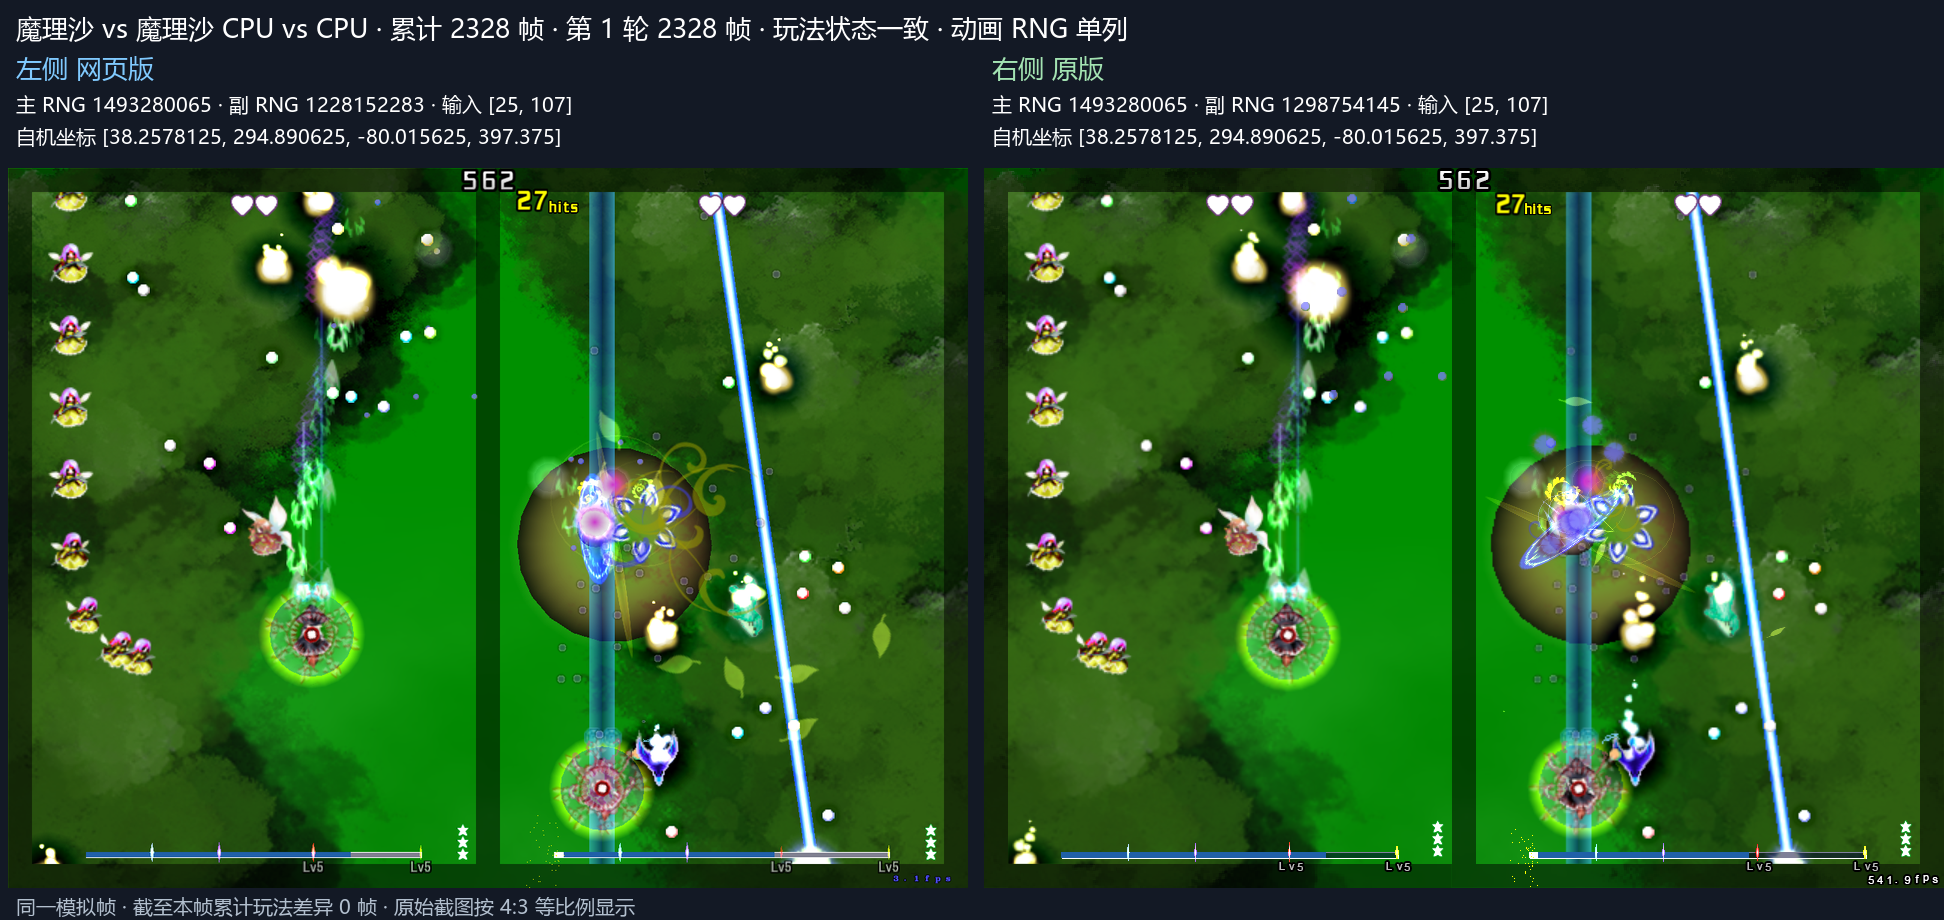 魔理沙 vs 魔理沙 CPU vs CPU · 累计 2328 帧 · 第 1 轮 2328 帧 · 玩法状态一致 · 动画 RNG 单列
左侧 网页版
主 RNG 1493280065 · 副 RNG 1228152283 · 输入 [25, 107]
自机坐标 [38.2578125, 294.890625, -80.015625, 397.375]
562
27hits
Lv5
Lv5
Lv5
Lv5
3.1fps
右侧 原版
主 RNG 1493280065 · 副 RNG 1298754145 · 输入 [25, 107]
自机坐标 [38.2578125, 294.890625, -80.015625, 397.375]
562
27hits
Lv5
Lv5
Lv5
Lv5
541.9fps
同一模拟帧 · 截至本帧累计玩法差异 0 帧 · 原始截图按 4:3 等比例显示